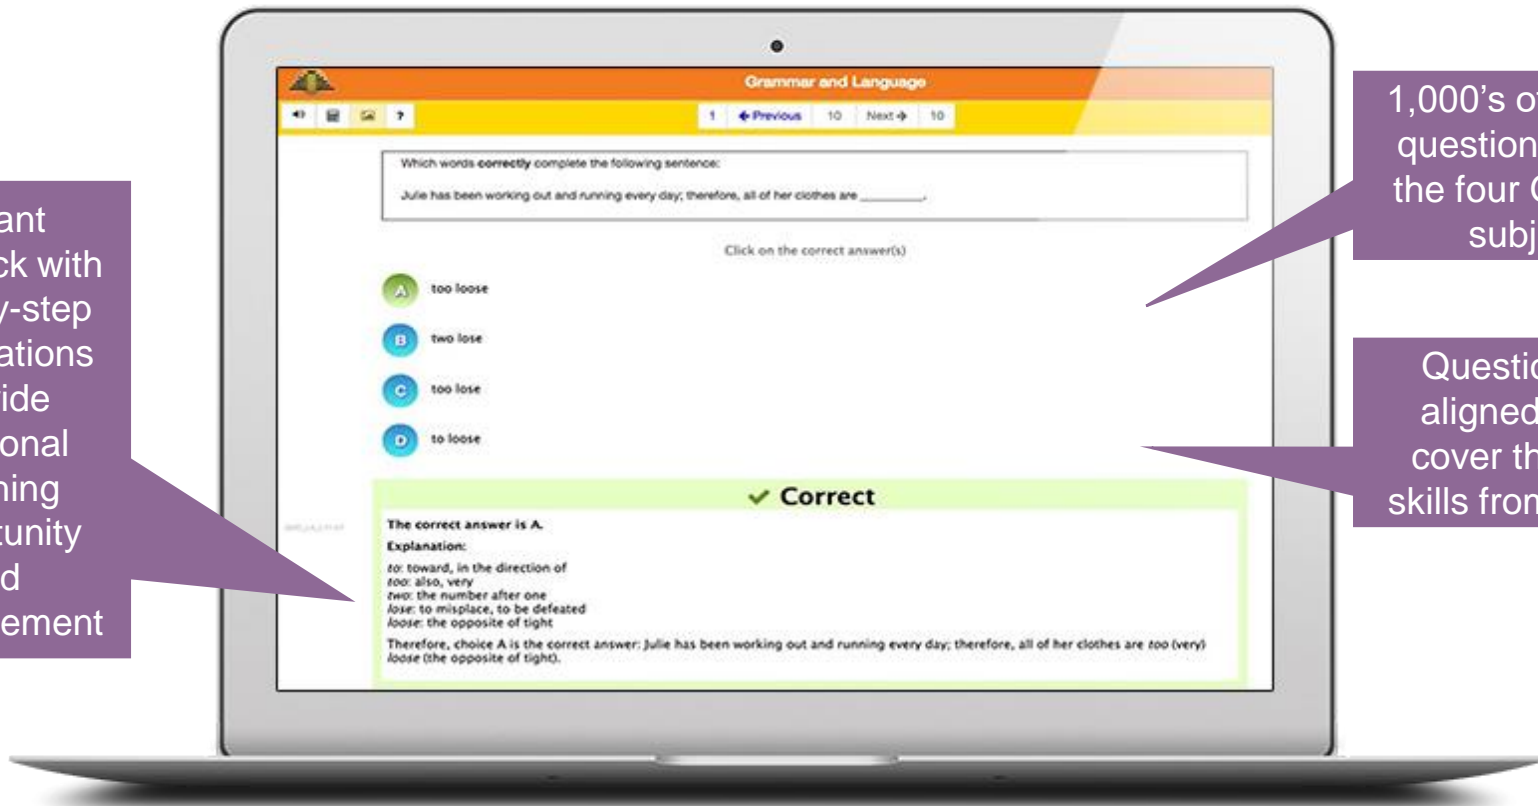 Grammar and Language
?
1 Previous 10 Next 10
Which words correctly complete the following sentence:
Julie has been working out and running every day; therefore, all of her clothes are _________.
Click on the correct answer(s)
A too loose
B two lose
C too lose
D to loose
✓ Correct
The correct answer is A.
Explanation:
to: toward, in the direction of
too: also, very
two: the number after one
lose: to misplace, to be defeated
loose: the opposite of tight
Therefore, choice A is the correct answer: Julie has been working out and running every day; therefore, all of her clothes are too (very)
loose (the opposite of tight).
ant
ck with
y-step
ations
ide
onal
ning
tunity
d
ement
1,000's of
question
the four
subj
Questio
aligned
cover th
skills from